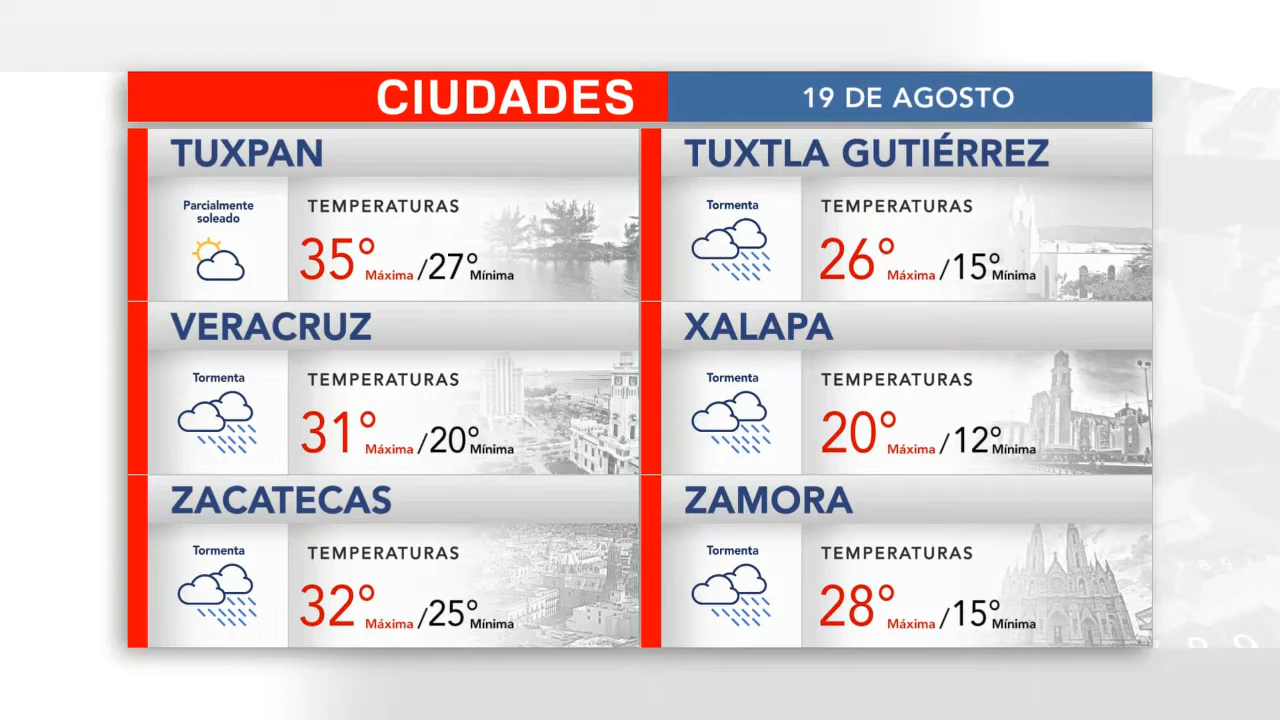 CIUDADES
19 DE AGOSTO
TUXPAN
Parcialmente
soleado
TEMPERATURAS
35° Máxima /27° Mínima
TUXTLA GUTIÉRREZ
Tormenta
TEMPERATURAS
26° Máxima /15° Mínima
VERACRUZ
Tormenta
TEMPERATURAS
31° Máxima /20° Mínima
XALAPA
Tormenta
TEMPERATURAS
20° Máxima /12° Mínima
ZACATECAS
Tormenta
TEMPERATURAS
32° Máxima /25° Mínima
ZAMORA
Tormenta
TEMPERATURAS
28° Máxima /15° Mínima